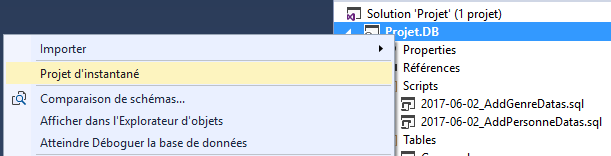 Solution 'Projet' (1 projet)
Projet.DB
Importer
Properties
Projet d'instantané
Références
Scripts
Comparaison de schémas...
2017-06-02_AddGenreDatas.sql
Afficher dans l'Explorateur d'objets
2017-06-02_AddPersonneDatas.sql
Atteindre Déboguer la base de données
Tables